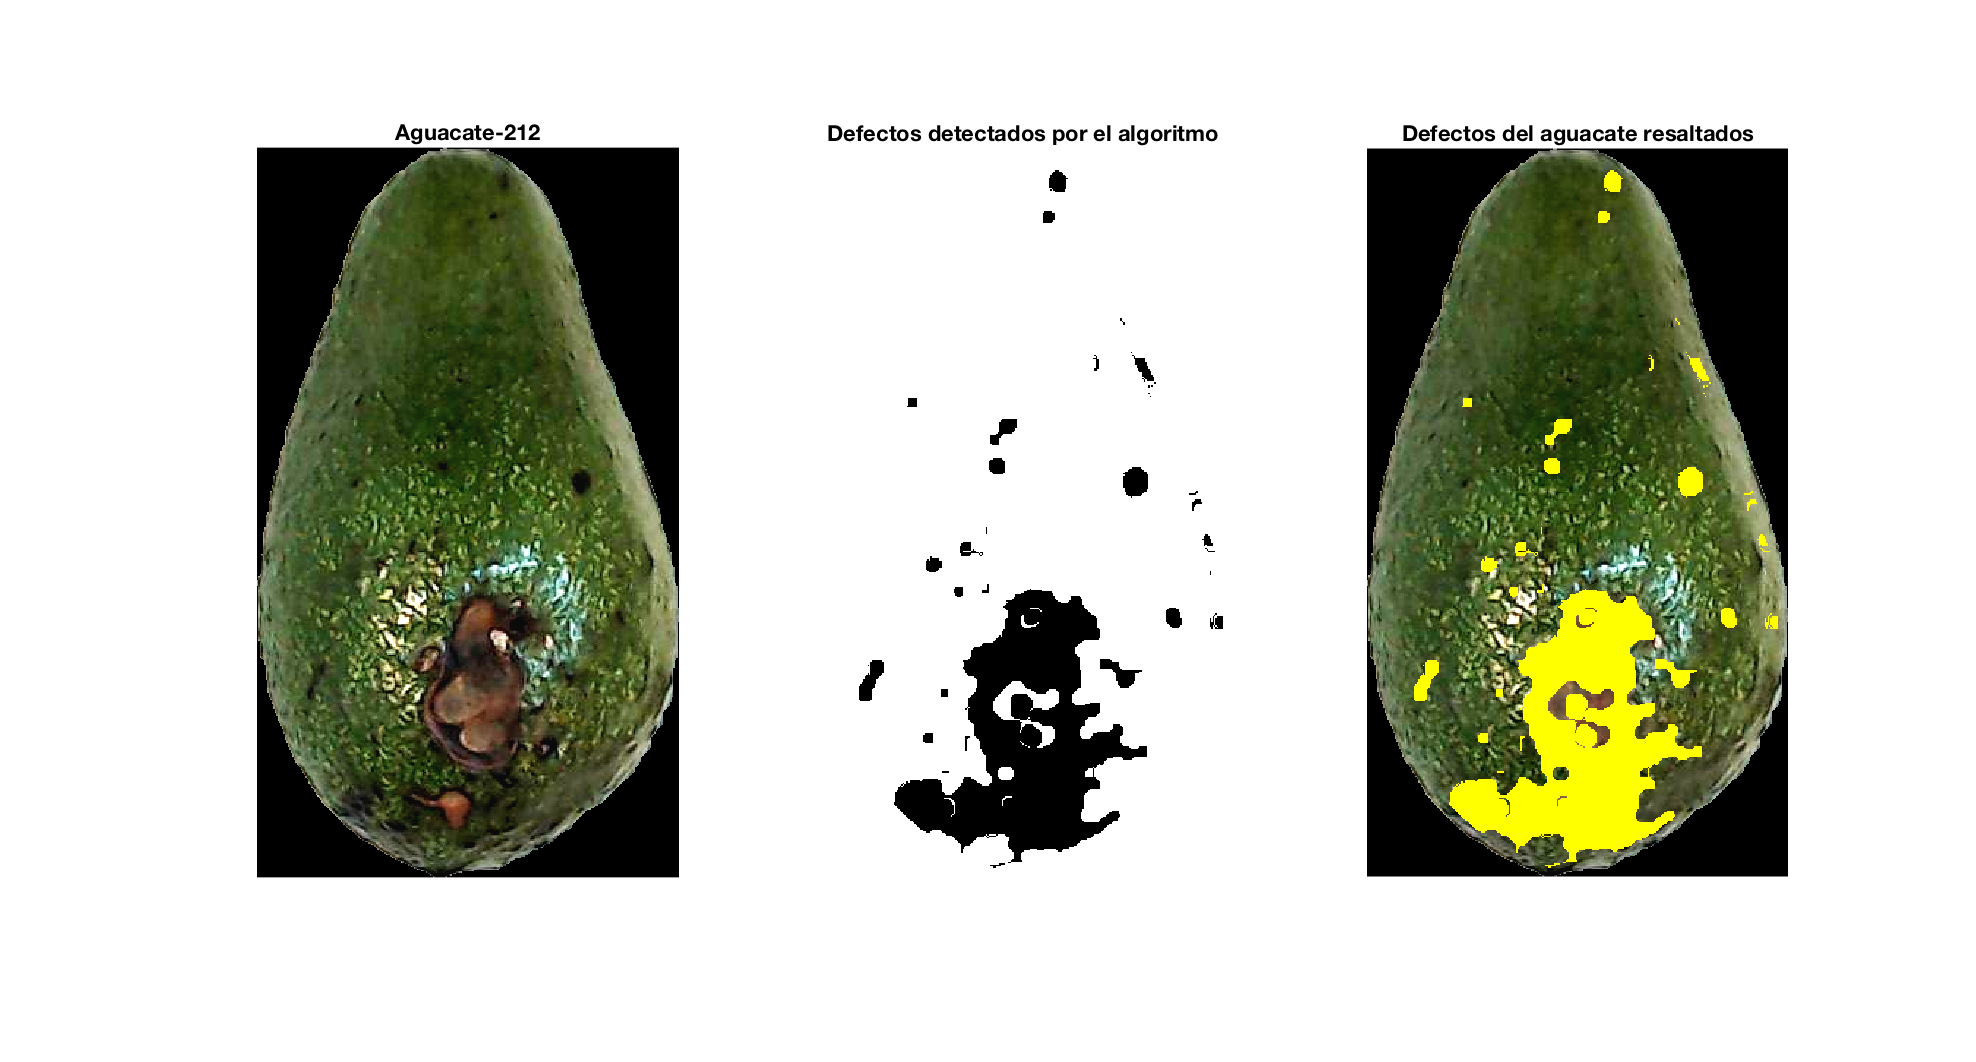 Aguacate-212
Defectos detectados por el algoritmo
Defectos del aguacate resaltados